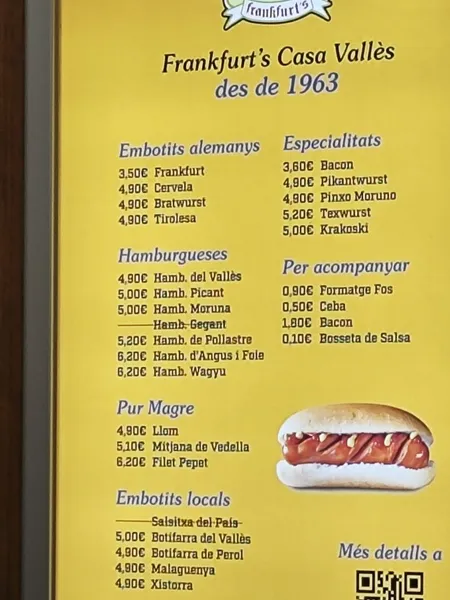 frankfurt's
Frankfurt's Casa Vallès
des de 1963
Embotits alemanys
3,50€ Frankfurt
4,90€ Cervela
4,90€ Bratwurst
4,90€ Tirolesa
Hamburgueses
4,90€ Hamb. del Vallès
5,00€ Hamb. Picant
5,00€ Hamb. Moruna
Hamb. Gegant
5,20€ Hamb. de Pollastre
6,20€ Hamb. d'Angus i Foie
6,20€ Hamb. Wagyu
Pur Magre
4,90€ Llom
5,10€ Mitjana de Vedella
6,20€ Filet Pepet
Embotits locals
Salsitxa del País
5,00€ Botifarra del Vallès
4,90€ Botifarra de Perol
4,90€ Malaguenya
4,90€ Xistorra
Especialitats
3,60€ Bacon
4,90€ Pikantwurst
4,90€ Pinxo Moruno
5,20€ Texwurst
5,00€ Krakoski
Per acompanyar
0,90€ Formatge Fos
0,50€ Ceba
1,80€ Bacon
0,10€ Bosseta de Salsa
Més detalls a